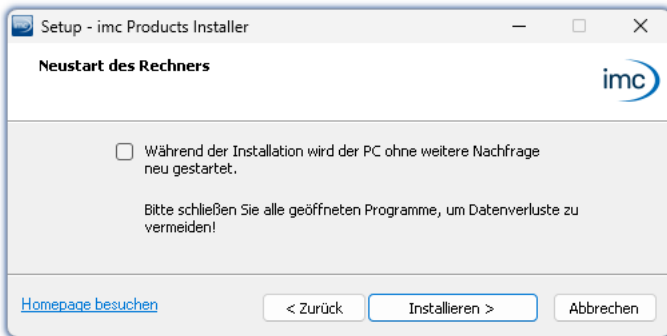 Setup - imc Products Installer
Neustart des Rechners
imc
Während der Installation wird der PC ohne weitere Nachfrage
neu gestartet.
Bitte schließen Sie alle geöffneten Programme, um Datenverluste zu
vermeiden!
Homepage besuchen
< Zurück
Installieren >
Abbrechen